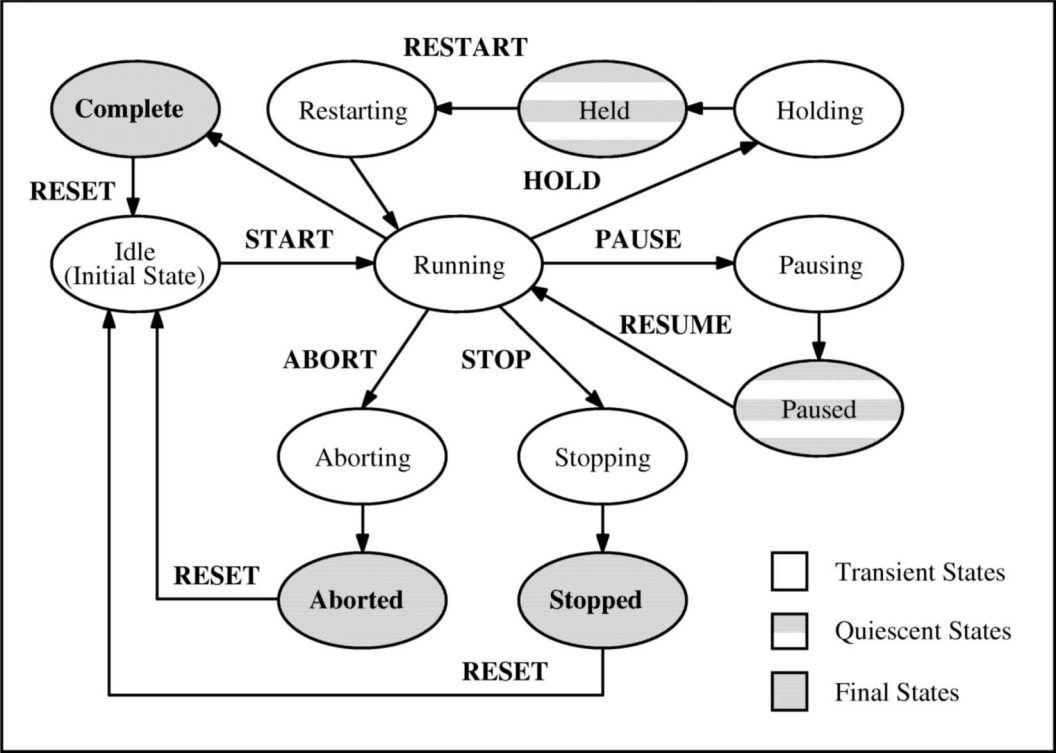 RESTART
Complete
Restarting
Held
Holding
RESET
HOLD
Idle
(Initial State)
START
Running
PAUSE
Pausing
RESUME
ABORT
STOP
Paused
Aborting
Stopping
RESET
Aborted
Stopped
Transient States
Quiescent States
RESET
Final States